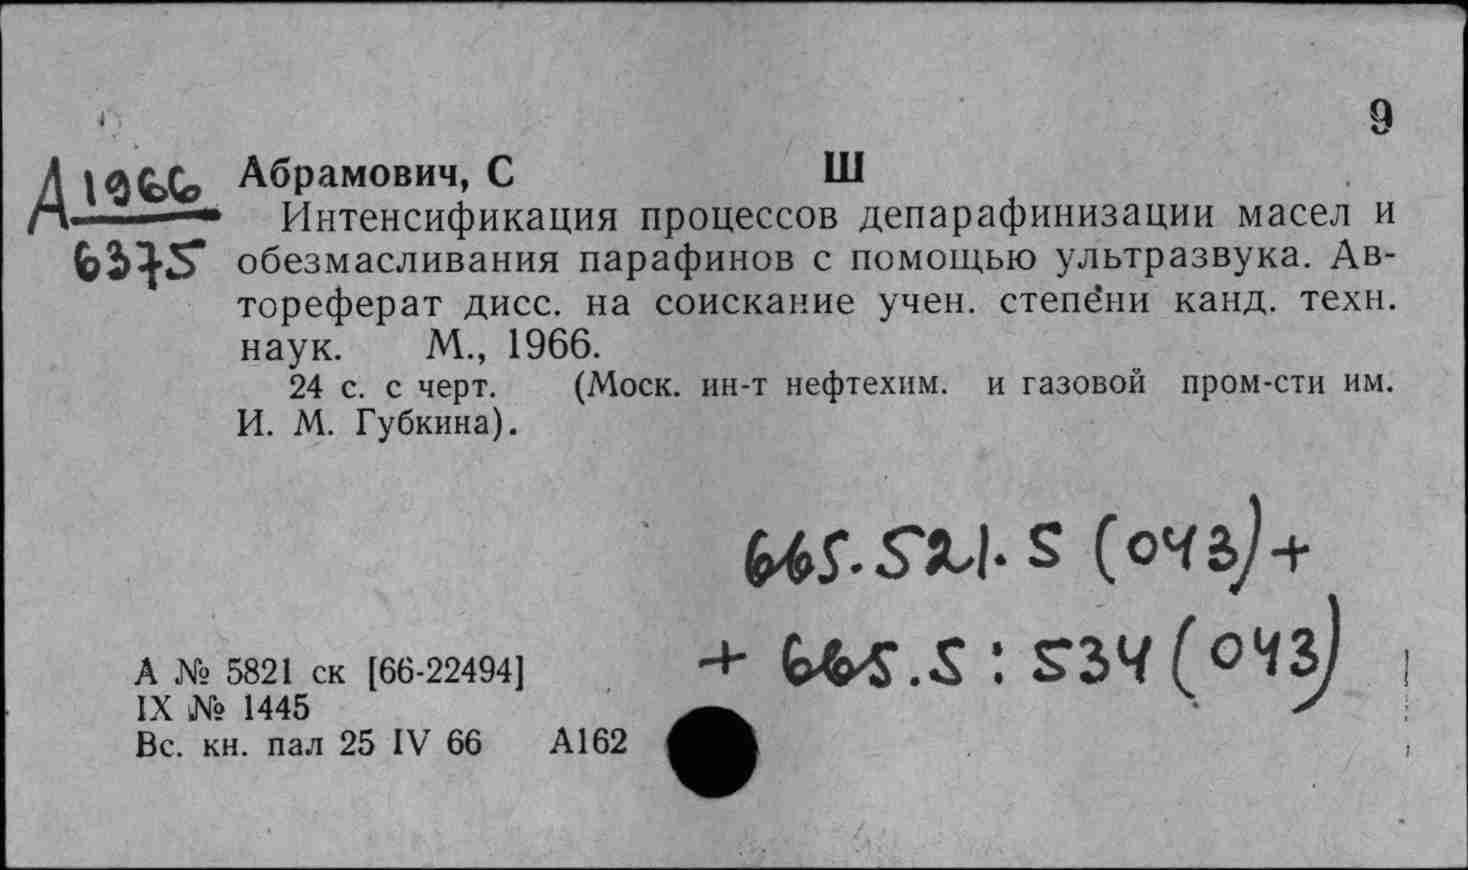 9
А 1966
6375
Абрамович, С Ш
Интенсификация процессов депарафинизации масел и
обезмасливания парафинов с помощью ультразвука. Ав-
тореферат дисс. на соискание учен. степени канд. техн.
наук. М., 1966.
24 с. с черт. (Моск. ин-т нефтехим. и газовой пром-сти им.
И. М. Губкина).
665.521.5 (043)+
+ 665.5 : 534 (043)
А № 5821 ск [66-22494]
IX № 1445
Вс. кн. пал 25 IV 66 А162